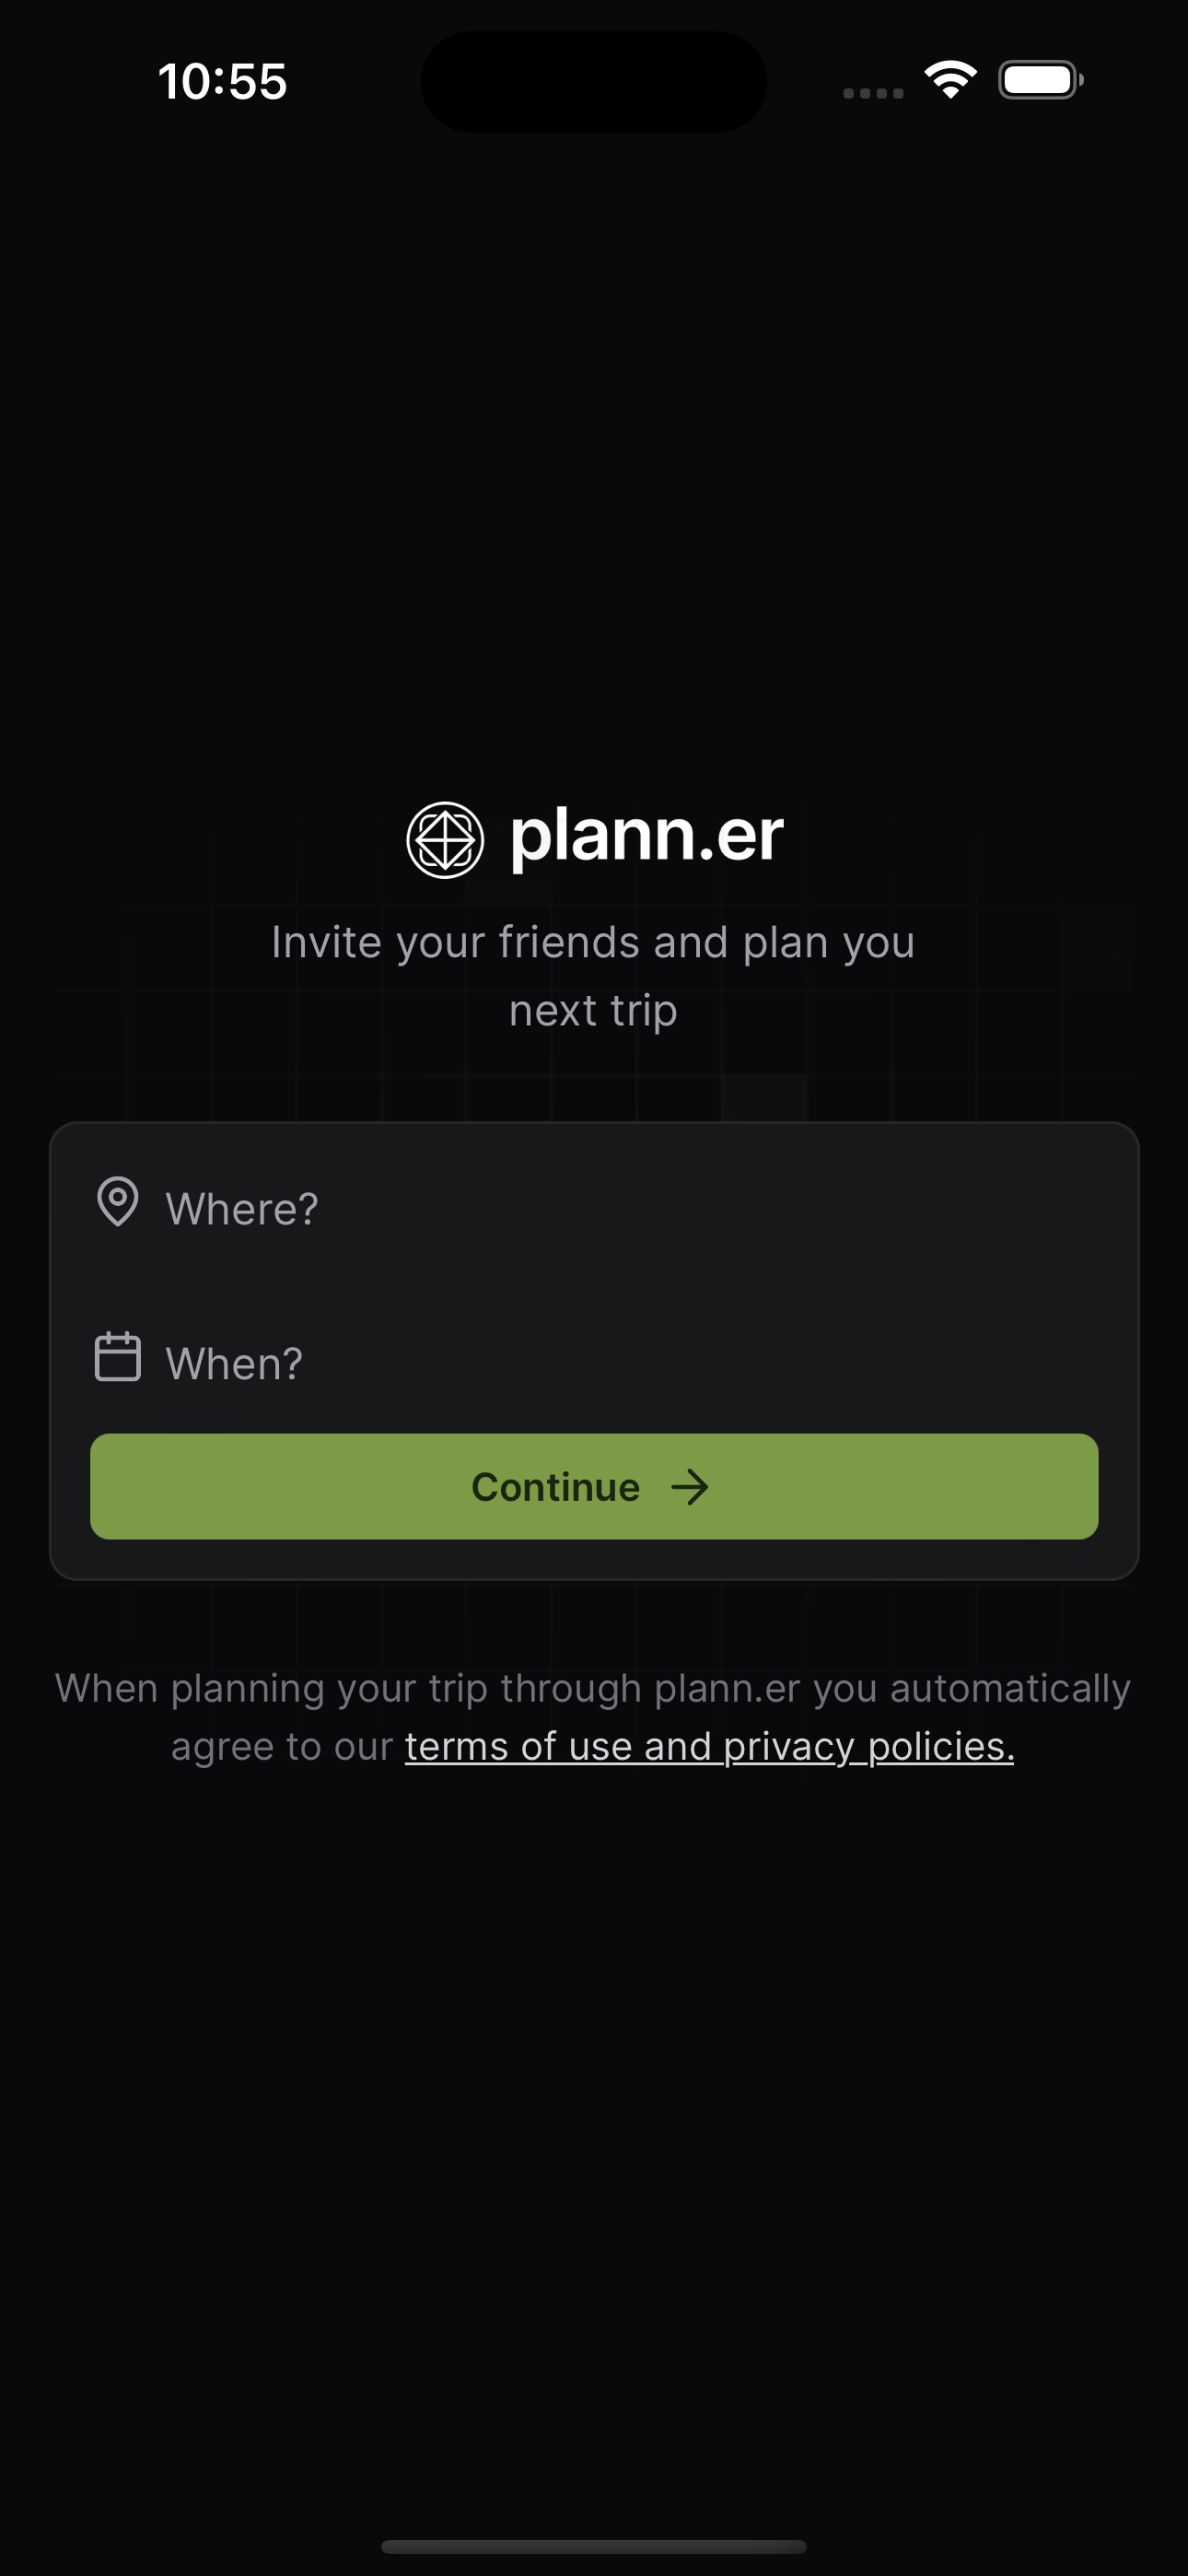 10:55
plann.er
Invite your friends and plan you
next trip
Where?
When?
Continue
When planning your trip through plann.er you automatically
agree to our terms of use and privacy policies.